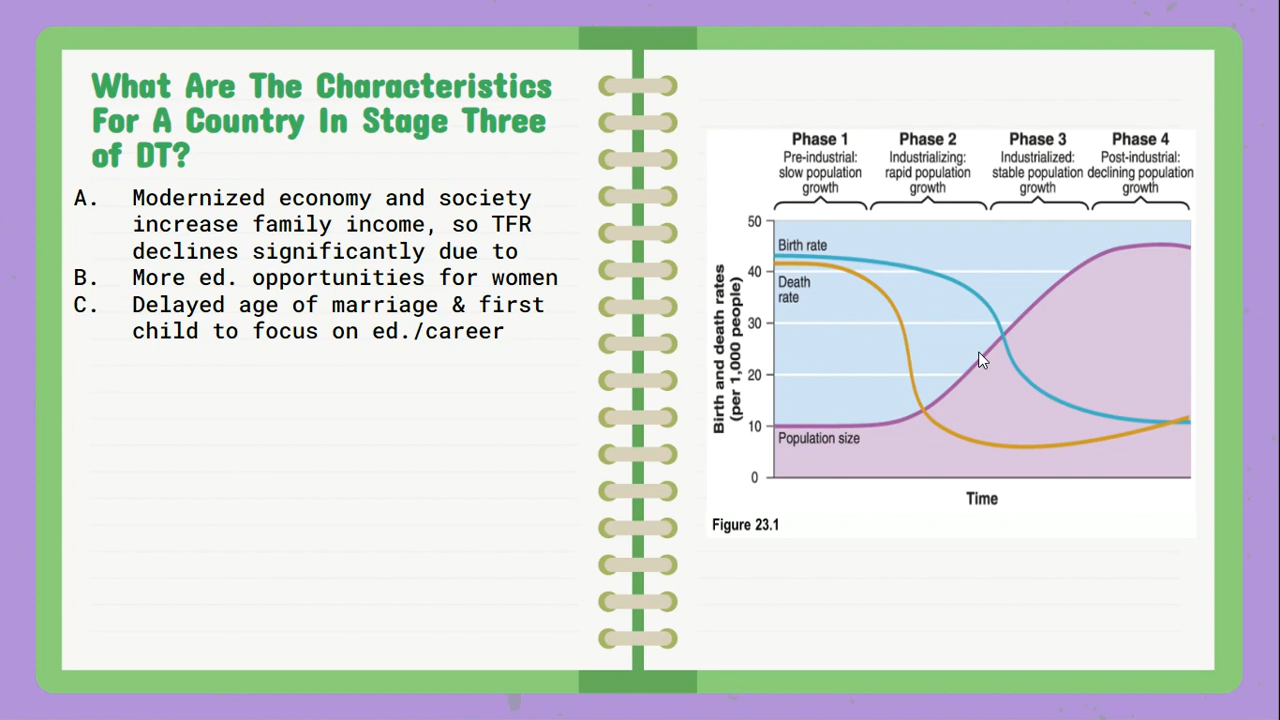 What Are The Characteristics
For A Country In Stage Three
of DT?
A. Modernized economy and society
increase family income, so TFR
declines significantly due to
B. More ed. opportunities for women
C. Delayed age of marriage & first
child to focus on ed./career
Phase 1
Pre-industrial:
slow population
growth
Phase 2
Industrializing:
rapid population
growth
Phase 3
Industrialized:
stable population
growth
Phase 4
Post-industrial:
declining population
growth
Birth and death rates
(per 1,000 people)
50
40
30
20
10
0
Birth rate
Death
rate
Population size
Time
Figure 23.1